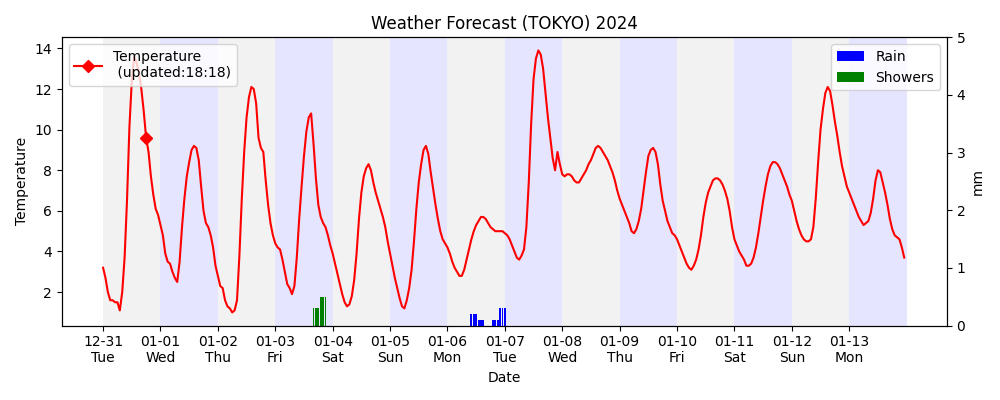 Weather Forecast (TOKYO) 2024
Temperature
(updated:18:18)
Rain
Showers
Temperature
14
12
10
8
6
4
2
5
4
3
2
1
0
mm
12-31 01-01 01-02 01-03 01-04 01-05 01-06 01-07 01-08 01-09 01-10 01-11 01-12 01-13
Tue Wed Thu Fri Sat Sun Mon Tue Wed Thu Fri Sat Sun Mon
Date